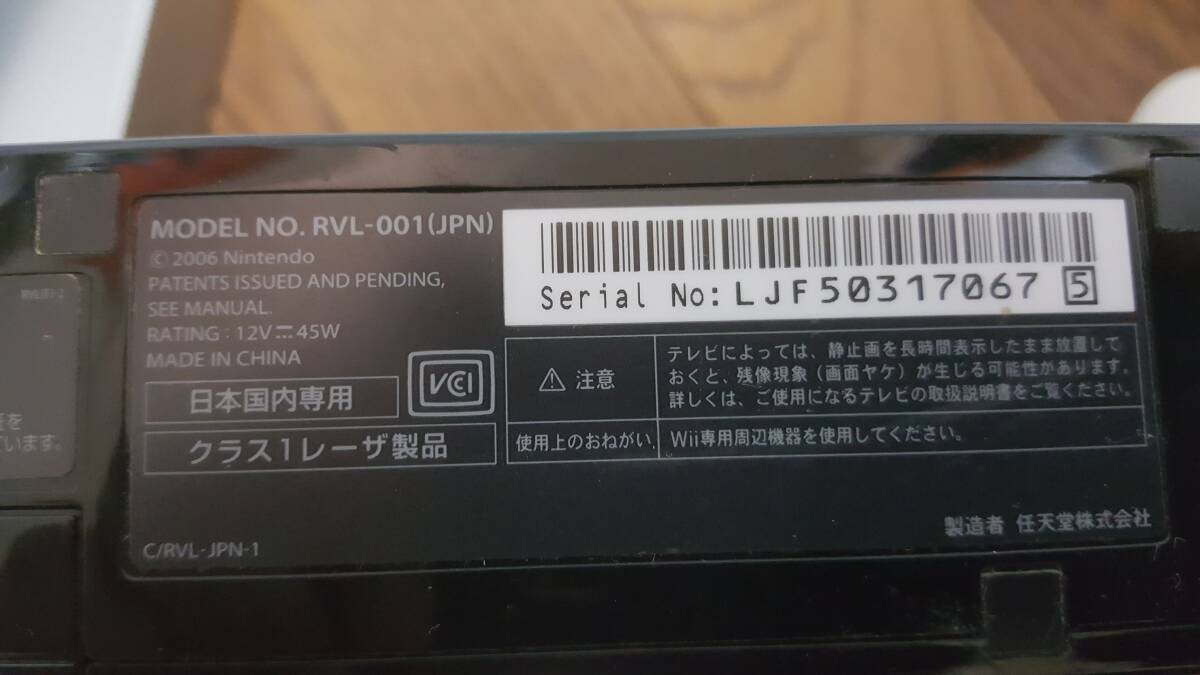 MODEL NO. RVL-001(JPN)
© 2006 Nintendo
PATENTS ISSUED AND PENDING,
SEE MANUAL.
RATING : 12V⎓45W
MADE IN CHINA
日本国内専用
VCCI
クラス1レーザ製品
C/RVL-JPN-1
Serial No: LJF50317067 5
⚠ 注意
テレビによっては、静止画を長時間表示したまま放置して
おくと、残像現象（画面ヤケ）が生じる可能性があります。
詳しくは、ご使用になるテレビの取扱説明書をご覧ください。
使用上のおねがい
Wii専用周辺機器を使用してください。
製造者 任天堂株式会社
を
ています。